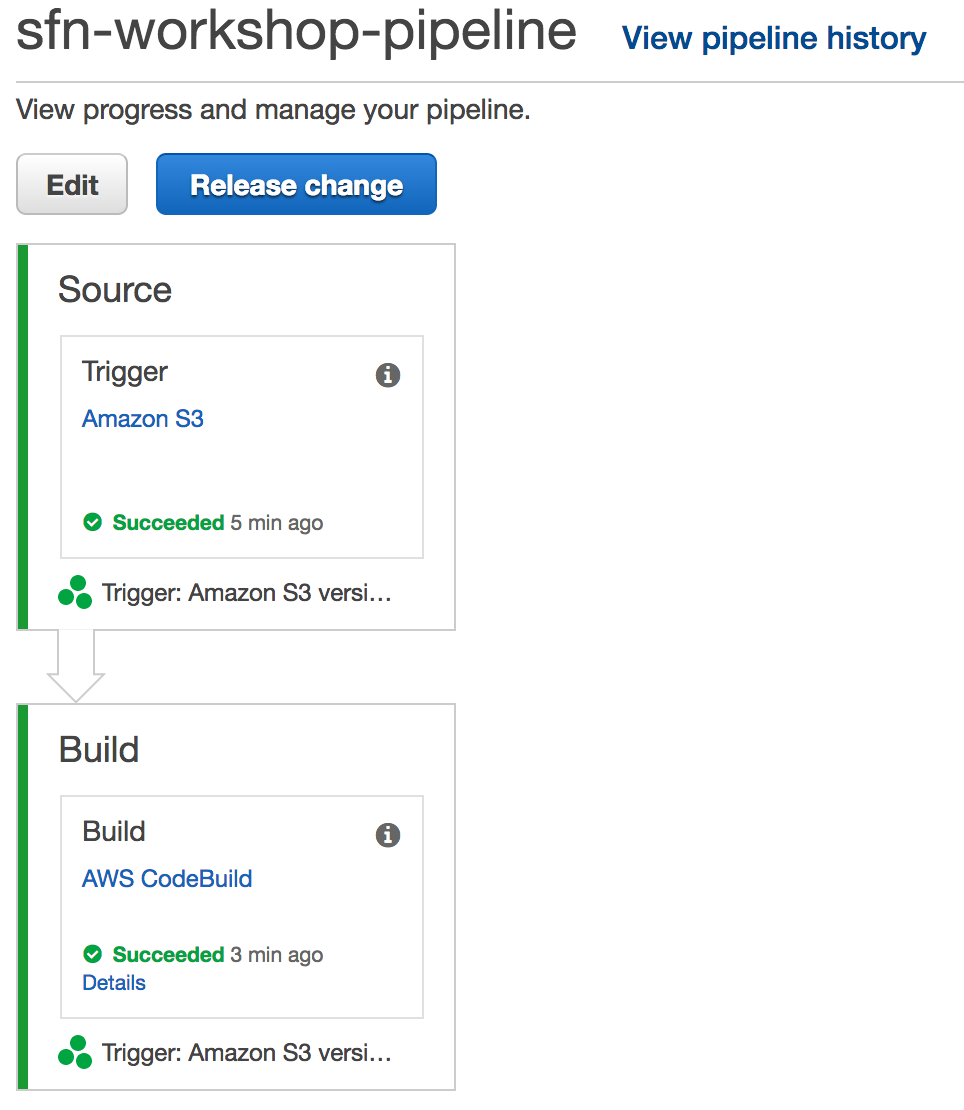 sfn-workshop-pipeline View pipeline history
View progress and manage your pipeline.
Edit Release change
Source
Trigger
Amazon S3
Succeeded 5 min ago
Trigger: Amazon S3 versi...
Build
Build
AWS CodeBuild
Succeeded 3 min ago
Details
Trigger: Amazon S3 versi...